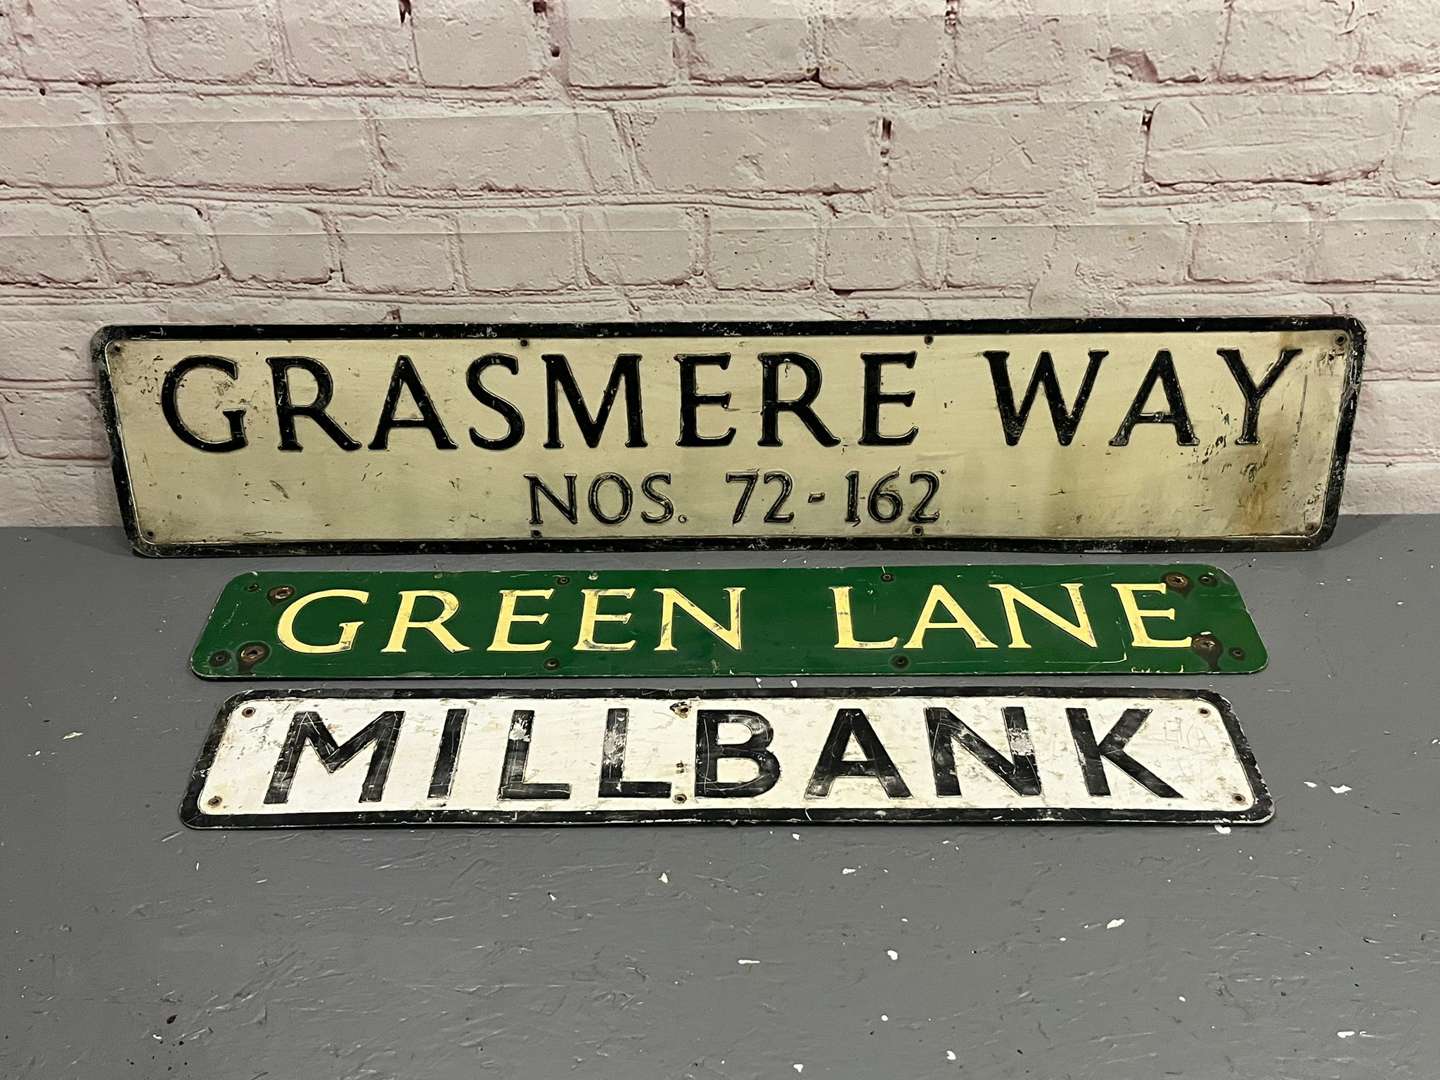 GRASMERE WAY
NOS. 72-162
GREEN LANE
MILLBANK